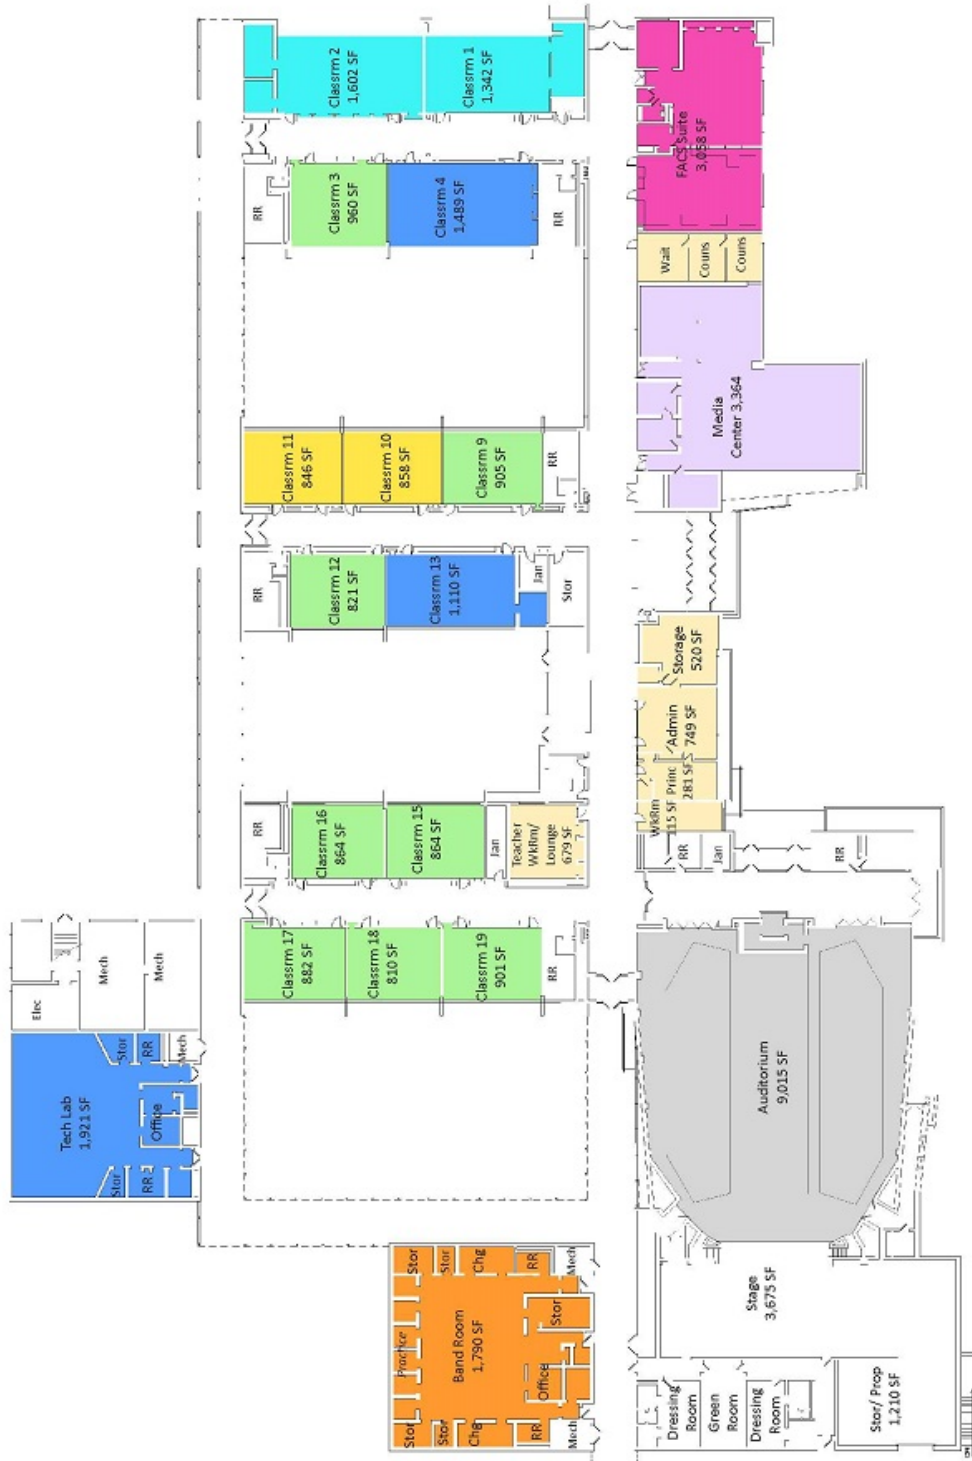 Classrm 2
1,602 SF
Classrm 1
1,342 SF
FACS Suite
3,058 SF
RR
Classrm 3
960 SF
Classrm 4
1,489 SF
RR
Wait
Couns
Couns
Media
Center 3,364
Classrm 11
846 SF
Classrm 10
858 SF
Classrm 9
905 SF
RR
RR
Classrm 12
821 SF
Classrm 13
1,110 SF
Jan
Stor
Storage
520 SF
Admin
749 SF
Princ
281 SF
WkRm
115 SF
RR
Jan
RR
RR
Classrm 16
864 SF
Classrm 15
864 SF
Jan
Teacher
WkRm/
Lounge
679 SF
Classrm 17
882 SF
Classrm 18
810 SF
Classrm 19
901 SF
RR
Elec
Mech
Mech
Tech Lab
1,921 SF
Stor
RR
Mech
Office
Stor
RR
Auditorium
9,015 SF
Stor
Stor
Chg
RR
Mech
Practice
Band Room
1,790 SF
Stor
Office
Stor
Stor
Chg
RR
Mech
Stage
3,675 SF
Dressing
Room
Green
Room
Dressing
Room
Stor/ Prop
1,210 SF